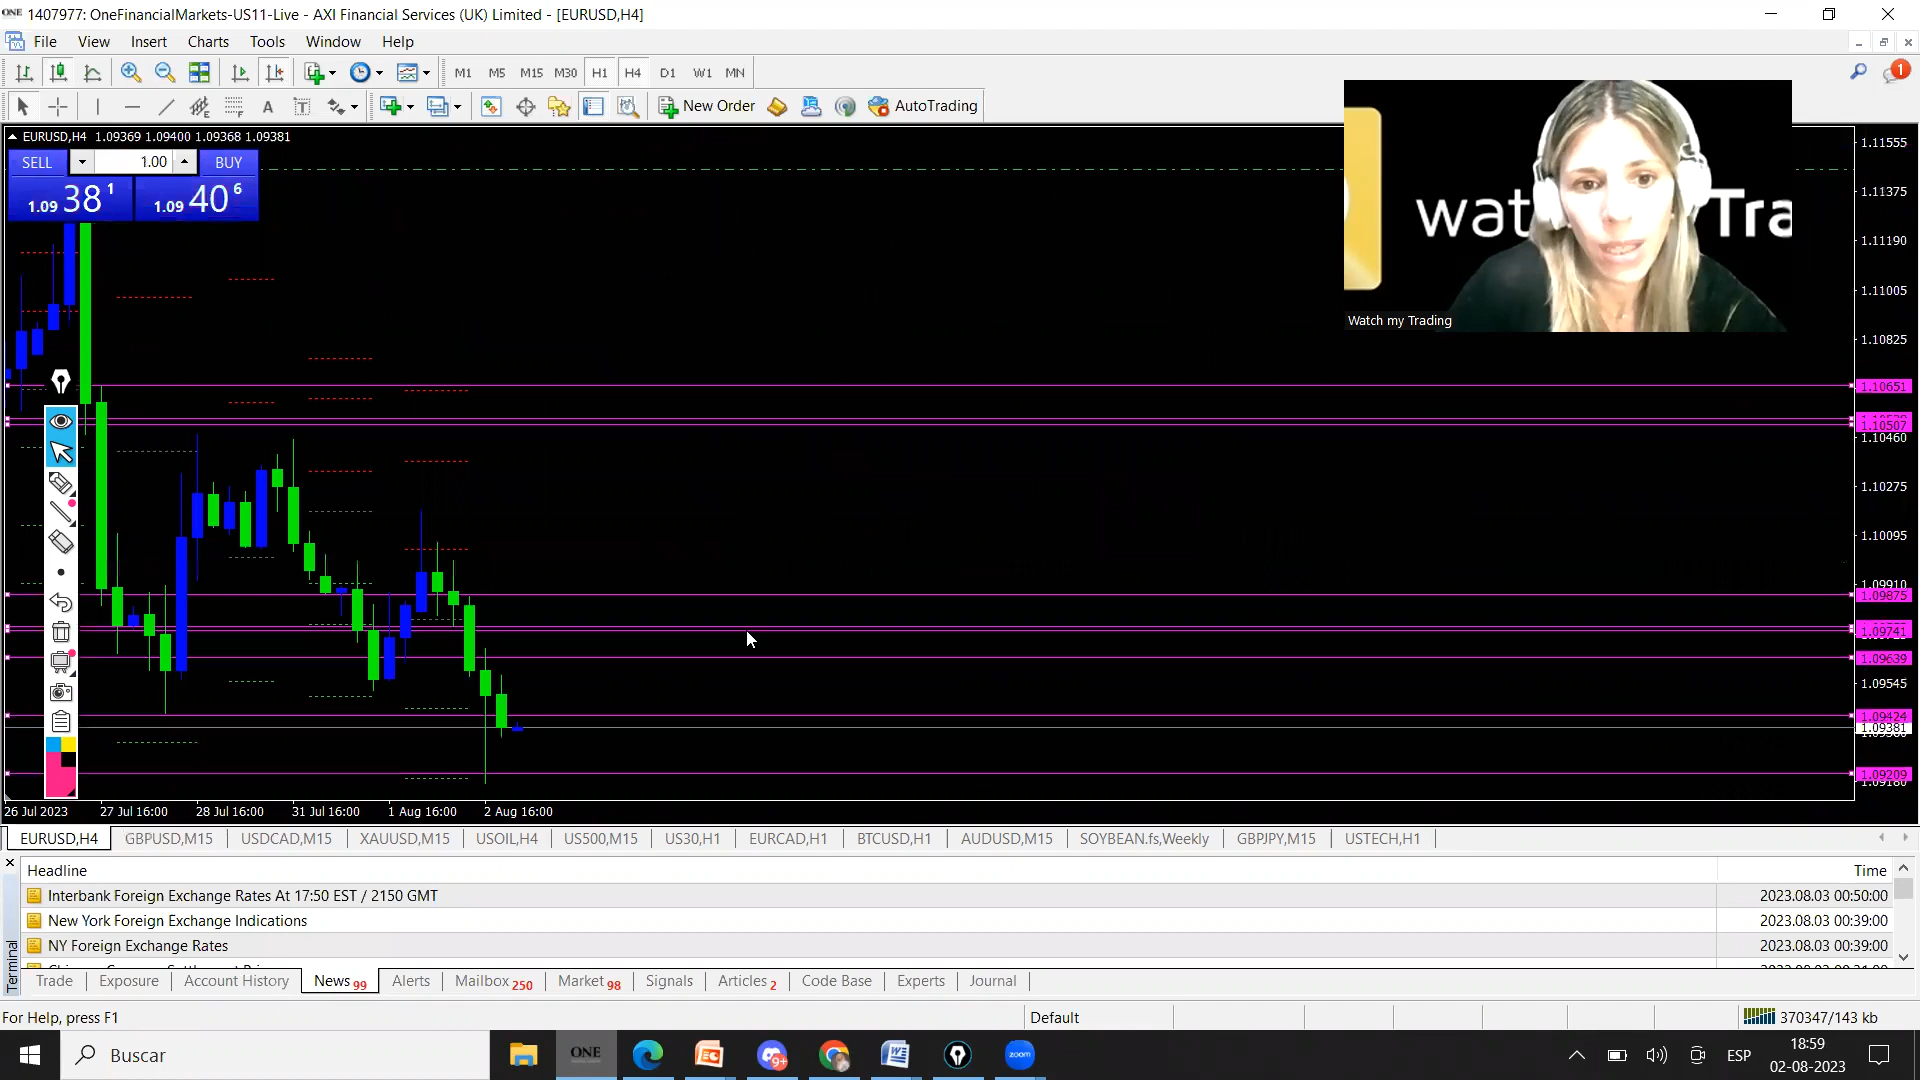 ONE 1407977: OneFinancialMarkets-US11-Live - AXI Financial Services (UK) Limited - [EURUSD,H4]
File View Insert Charts Tools Window Help
M1 M5 M15 M30 H1 H4 D1 W1 MN
1
A T New Order AutoTrading
EURUSD,H4 1.09369 1.09400 1.09368 1.09381
SELL 1.00 BUY
1.09 38 1 1.09 40 6
wat Tra
Watch my Trading
1.11555
1.11375
1.11190
1.11005
1.10825
1.10651
1.10507
1.10460
1.10275
1.10095
1.09910
1.09875
1.09741
1.09639
1.09545
1.09424
1.09381
1.09209
26 Jul 2023 27 Jul 16:00 28 Jul 16:00 31 Jul 16:00 1 Aug 16:00 2 Aug 16:00
EURUSD,H4 GBPUSD,M15 USDCAD,M15 XAUUSD,M15 USOIL,H4 US500,M15 US30,H1 EURCAD,H1 BTCUSD,H1 AUDUSD,M15 SOYBEAN.fs,Weekly GBPJPY,M15 USTECH,H1
Headline Time
Interbank Foreign Exchange Rates At 17:50 EST / 2150 GMT 2023.08.03 00:50:00
New York Foreign Exchange Indications 2023.08.03 00:39:00
NY Foreign Exchange Rates 2023.08.03 00:39:00
Terminal
Trade Exposure Account History News 99 Alerts Mailbox 250 Market 98 Signals Articles 2 Code Base Experts Journal
For Help, press F1 Default 370347/143 kb
Buscar ONE 9+ zoom ESP 18:59
02-08-2023